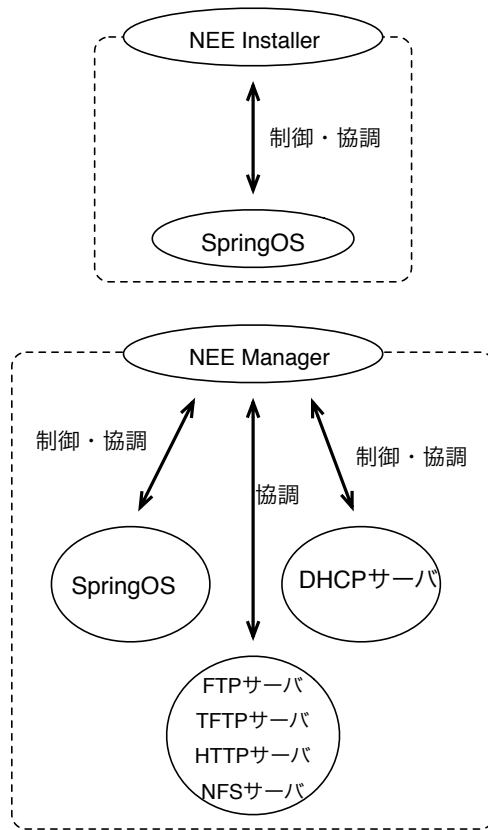 NEE Installer
制御・協調
SpringOS
NEE Manager
制御・協調
制御・協調
協調
SpringOS
DHCPサーバ
FTPサーバ
TFTPサーバ
HTTPサーバ
NFSサーバ